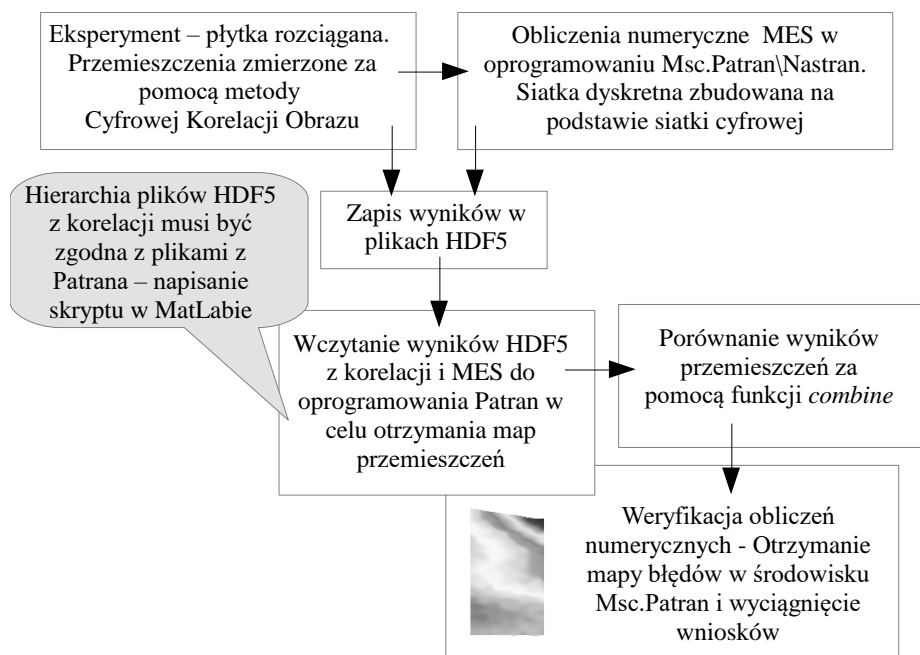 Eksperyment – płytka rozciągana.
Przemieszczenia zmierzone za
pomocą metody
Cyfrowej Korelacji Obrazu
Obliczenia numeryczne MES w
oprogramowaniu Msc.Patran\Nastran.
Siatka dyskretna zbudowana na
podstawie siatki cyfrowej
Hierarchia plików HDF5
z korelacji musi być
zgodna z plikami z
Patrana – napisanie
skryptu w MatLabie
Zapis wyników w
plikach HDF5
Wczytanie wyników HDF5
z korelacji i MES do
oprogramowania Patran w
celu otrzymania map
przemieszczeń
Porównanie wyników
przemieszczeń za
pomocą funkcji combine
Weryfikacja obliczeń
numerycznych - Otrzymanie
mapy błędów w środowisku
Msc.Patran i wyciągnięcie
wniosków